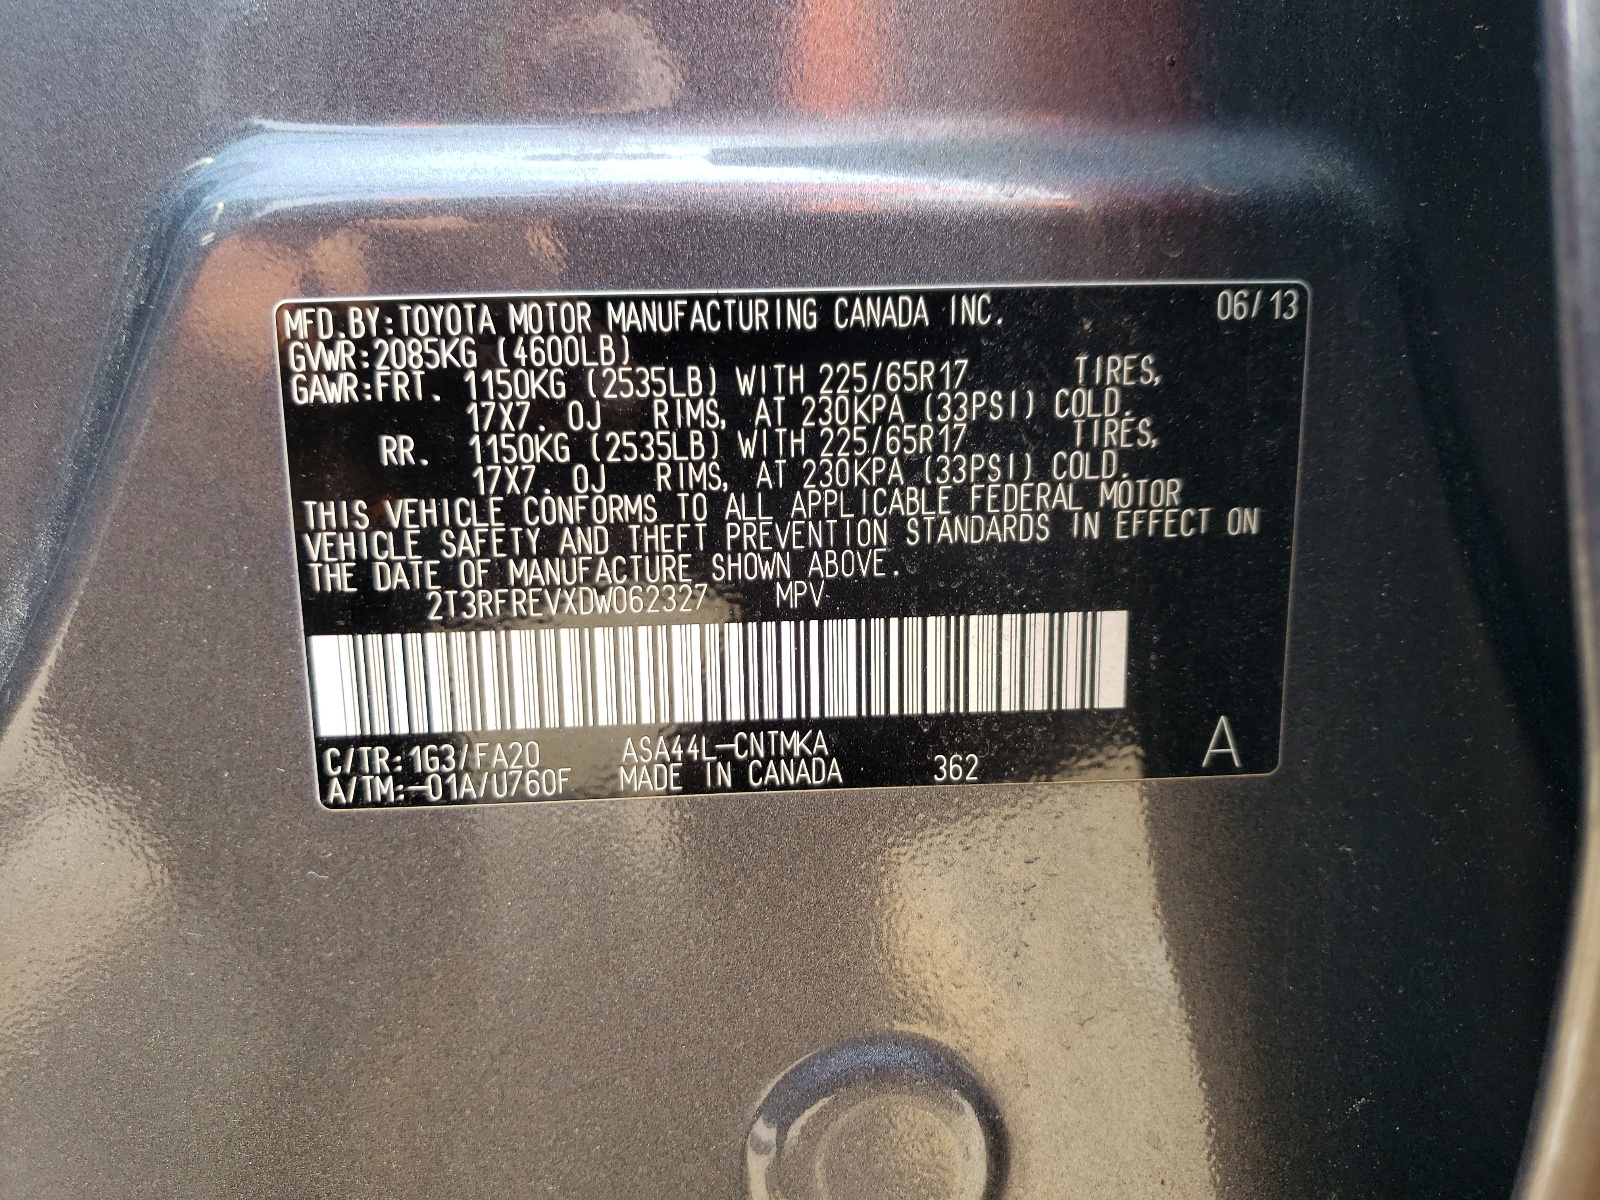 MFD.BY:TOYOTA MOTOR MANUFACTURING CANADA INC. 06/13
GVWR:2085KG (4600LB)
GAWR:FRT. 1150KG (2535LB) WITH 225/65R17 TIRES,
17X7.0J RIMS, AT 230KPA (33PSI) COLD.
RR. 1150KG (2535LB) WITH 225/65R17 TIRES,
17X7.0J RIMS, AT 230KPA (33PSI) COLD.
THIS VEHICLE CONFORMS TO ALL APPLICABLE FEDERAL MOTOR
VEHICLE SAFETY AND THEFT PREVENTION STANDARDS IN EFFECT ON
THE DATE OF MANUFACTURE SHOWN ABOVE.
2T3RFREVXDW062327 MPV
C/TR:1G3/FA20 ASA44L-CNTMKA A
A/TM:-01A/U760F MADE IN CANADA 362